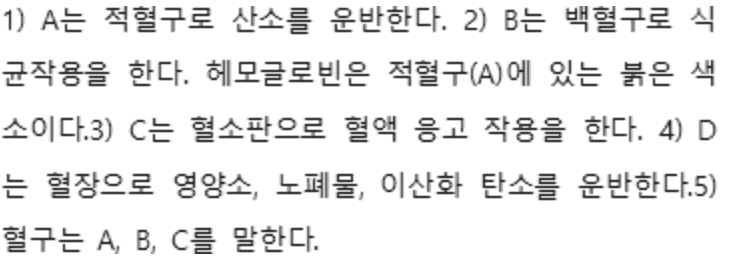 1) A는 적혈구로 산소를 운반한다. 2) B는 백혈구로 식
균작용을 한다. 헤모글로빈은 적혈구(A)에 있는 붉은 색
소이다.3) C는 혈소판으로 혈액 응고 작용을 한다. 4) D
는 혈장으로 영양소, 노폐물, 이산화 탄소를 운반한다.5)
혈구는 A, B, C를 말한다.